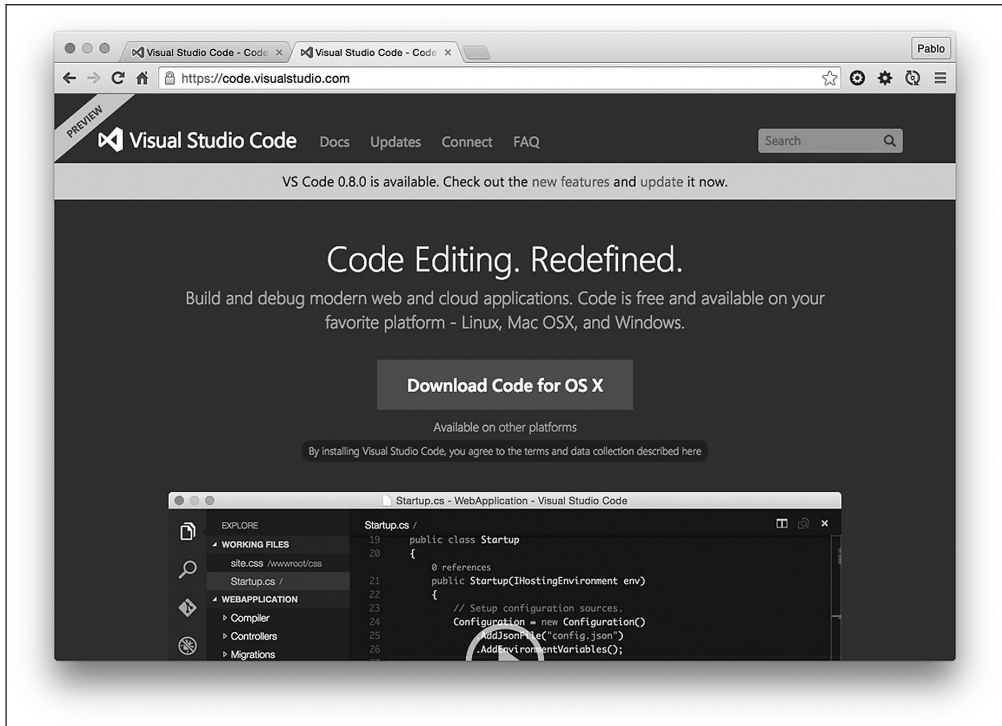 Visual Studio Code - Code ×
Visual Studio Code - Code ×
Pablo
https://code.visualstudio.com
PREVIEW
Visual Studio Code
Docs
Updates
Connect
FAQ
Search
VS Code 0.8.0 is available. Check out the new features and update it now.
Code Editing. Redefined.
Build and debug modern web and cloud applications. Code is free and available on your
favorite platform - Linux, Mac OSX, and Windows.
Download Code for OS X
Available on other platforms
By installing Visual Studio Code, you agree to the terms and data collection described here
Startup.cs - WebApplication - Visual Studio Code
EXPLORE
WORKING FILES
site.css /wwwroot/css
Startup.cs /
WEBAPPLICATION
Compiler
Controllers
Migrations
Startup.cs /
19 public class Startup
20 {
0 references
21 public Startup(IHostingEnvironment env)
22 {
23 // Setup configuration sources.
24 Configuration = new Configuration()
25 .AddJsonFile("config.json")
26 .AddEnvironmentVariables();